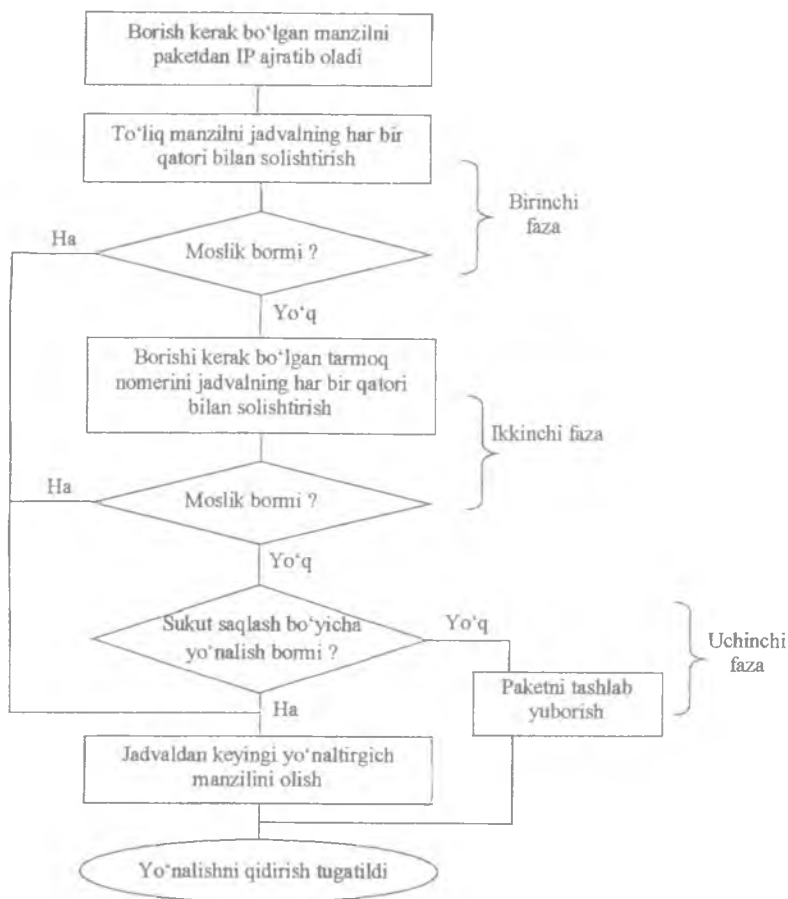 Borish kerak bo‘lgan manzilni
paketdan IP ajratib oladi
To‘liq manzilni jadvalning har bir
qatori bilan solishtirish
Birinchi
faza
Ha
Moslik bormi ?
Yo‘q
Borishi kerak bo‘lgan tarmoq
nomerini jadvalning har bir qatori
bilan solishtirish
Ikkinchi faza
Ha
Moslik bormi ?
Yo‘q
Sukut saqlash bo‘yicha
yo‘nalish bormi ?
Yo‘q
Uchinchi
faza
Paketni tashlab
yuborish
Ha
Jadvaldan keyingi yo‘naltirgich
manzilini olish
Yo‘nalishni qidirish tugatildi